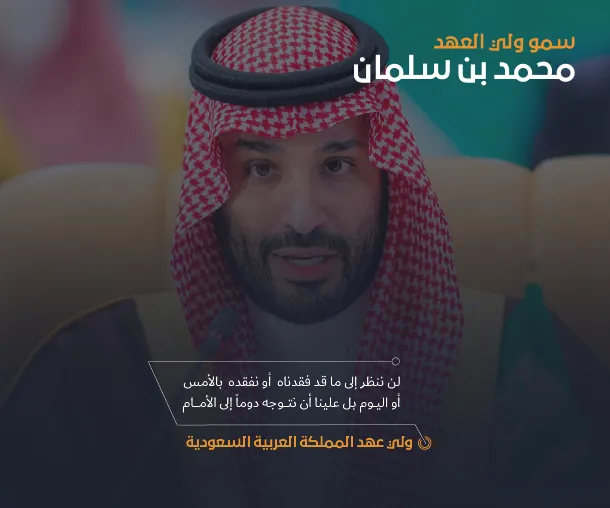 سمو ولي العهد
محمد بن سلمان
لن ننظر إلى ما قد فقدناه أو نفقده بالأمس
أو اليوم بل علينا أن نتوجه دوماً إلى الأمام
ولي عهد المملكة العربية السعودية